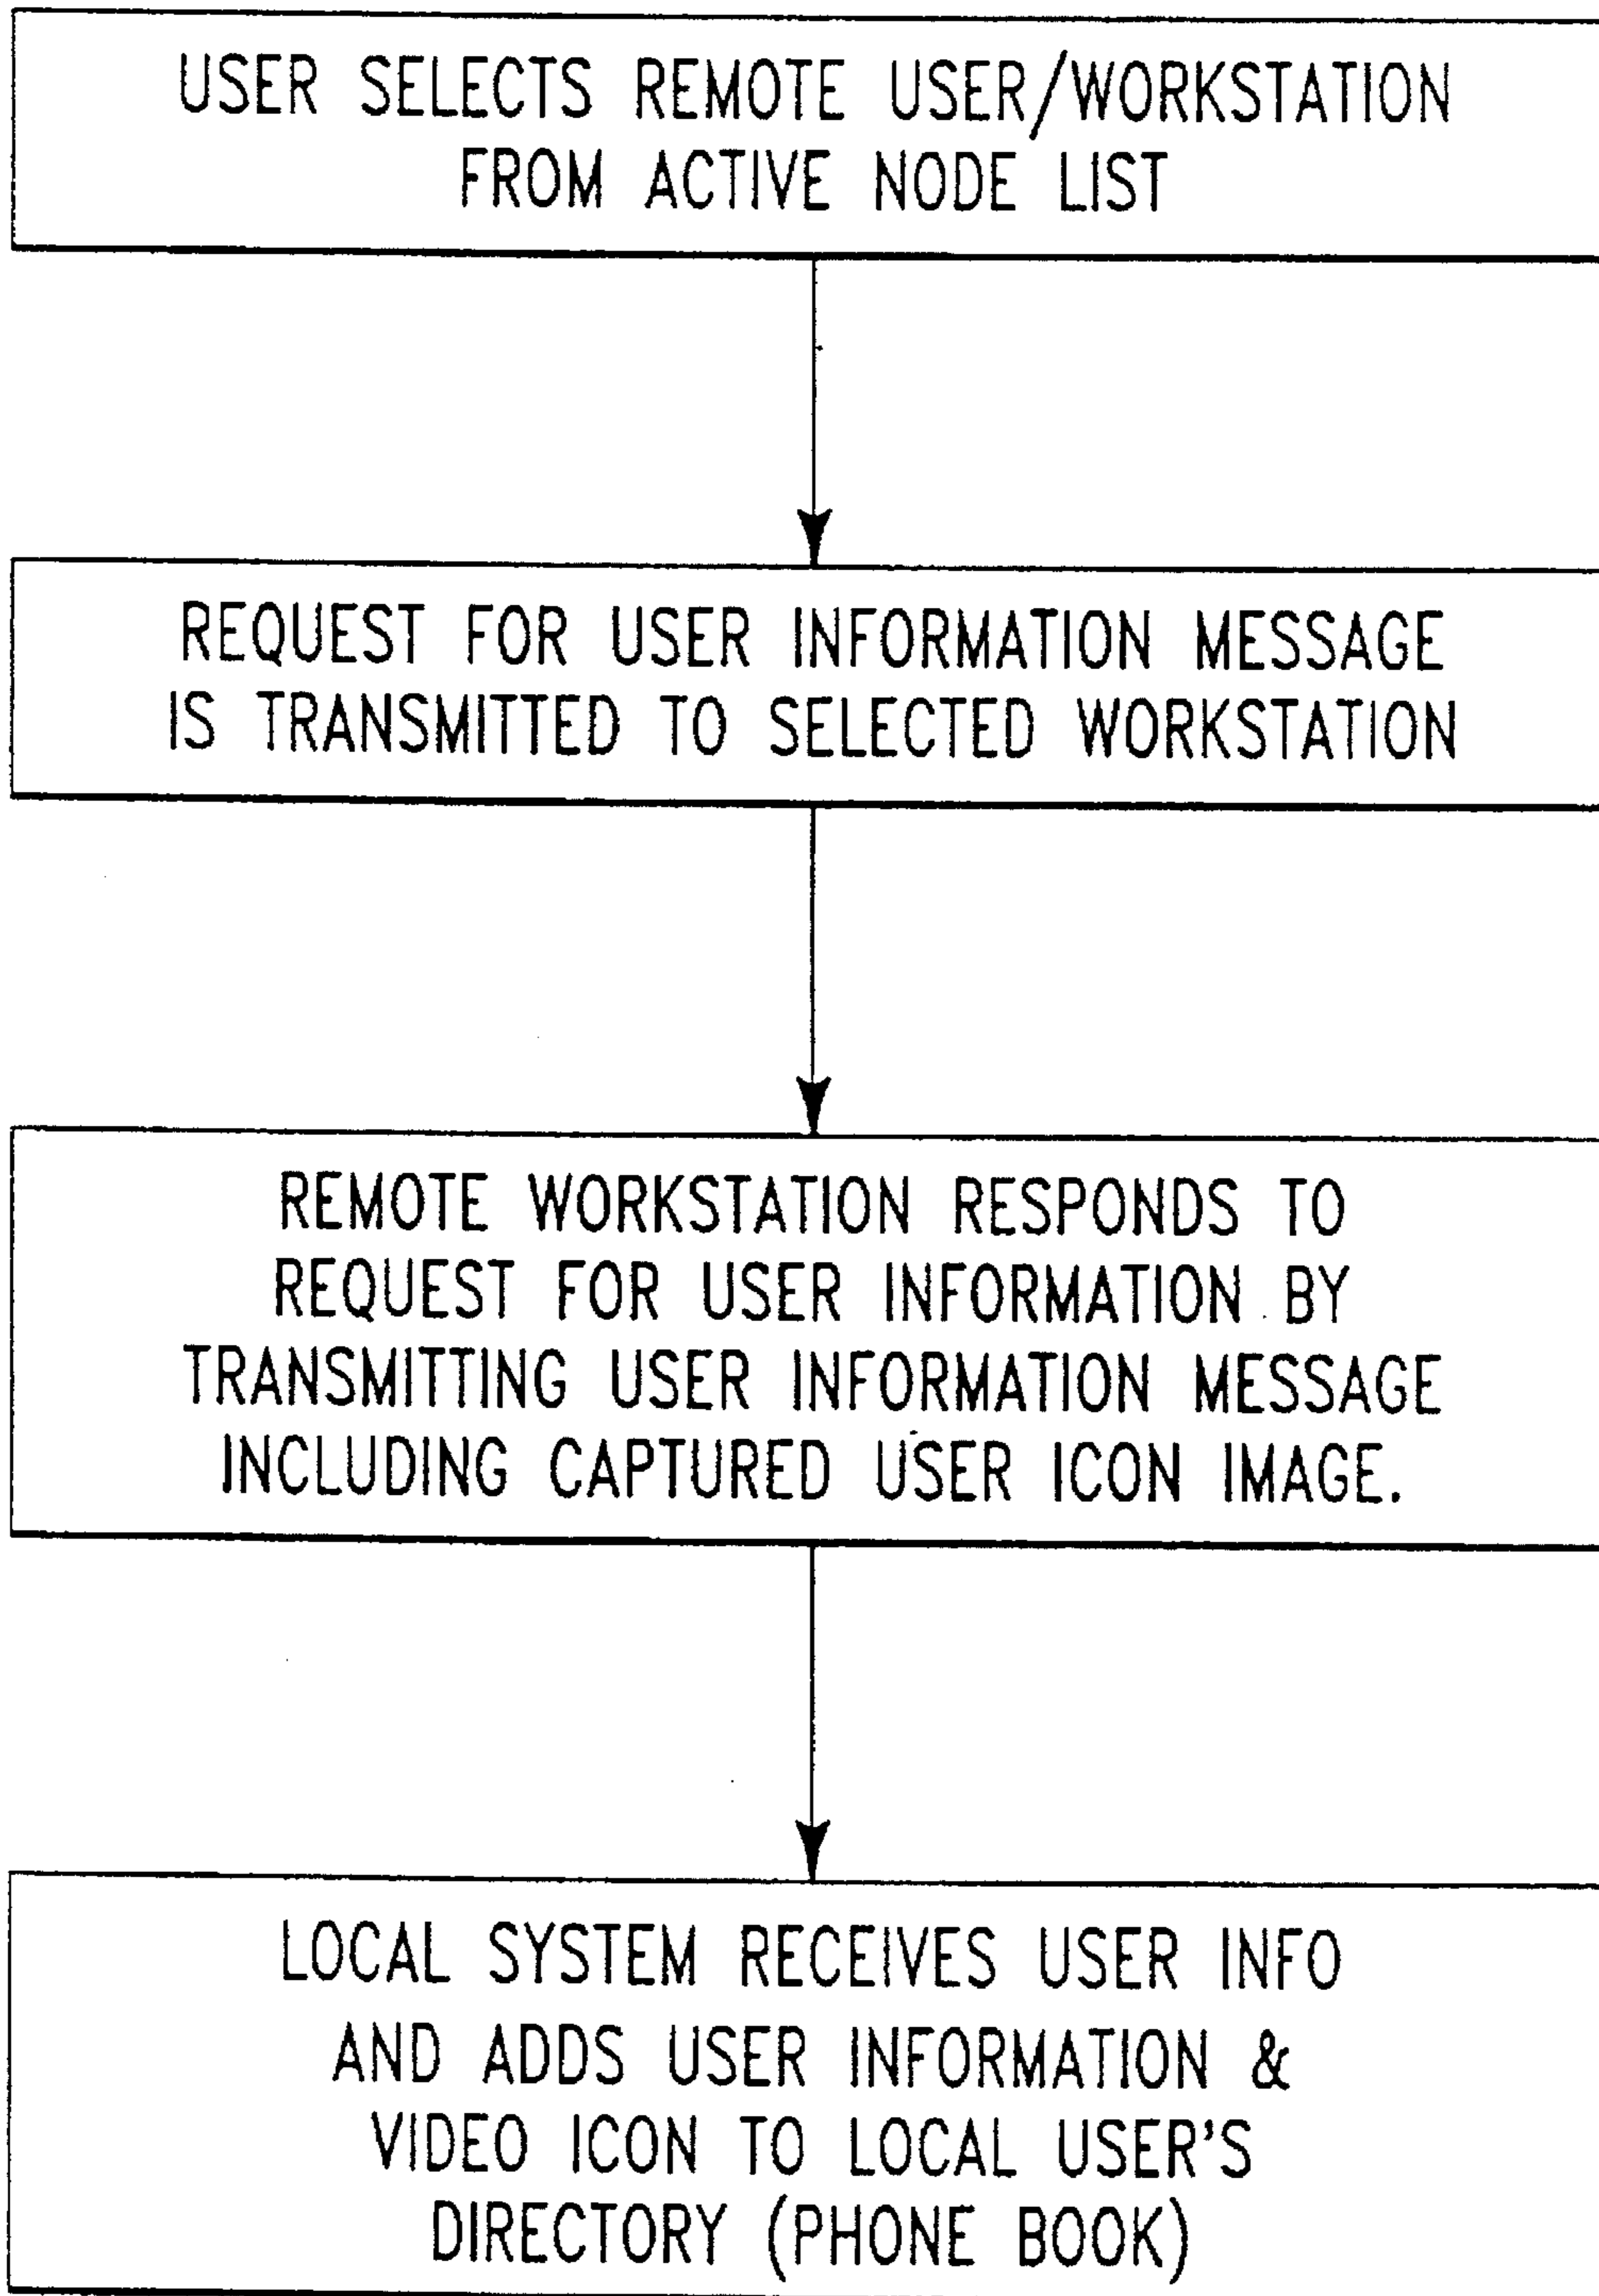 USER SELECTS REMOTE USER/WORKSTATION
FROM ACTIVE NODE LIST
REQUEST FOR USER INFORMATION MESSAGE
IS TRANSMITTED TO SELECTED WORKSTATION
REMOTE WORKSTATION RESPONDS TO
REQUEST FOR USER INFORMATION BY
TRANSMITTING USER INFORMATION MESSAGE
INCLUDING CAPTURED USER ICON IMAGE.
LOCAL SYSTEM RECEIVES USER INFO
AND ADDS USER INFORMATION &
VIDEO ICON TO LOCAL USER'S
DIRECTORY (PHONE BOOK)